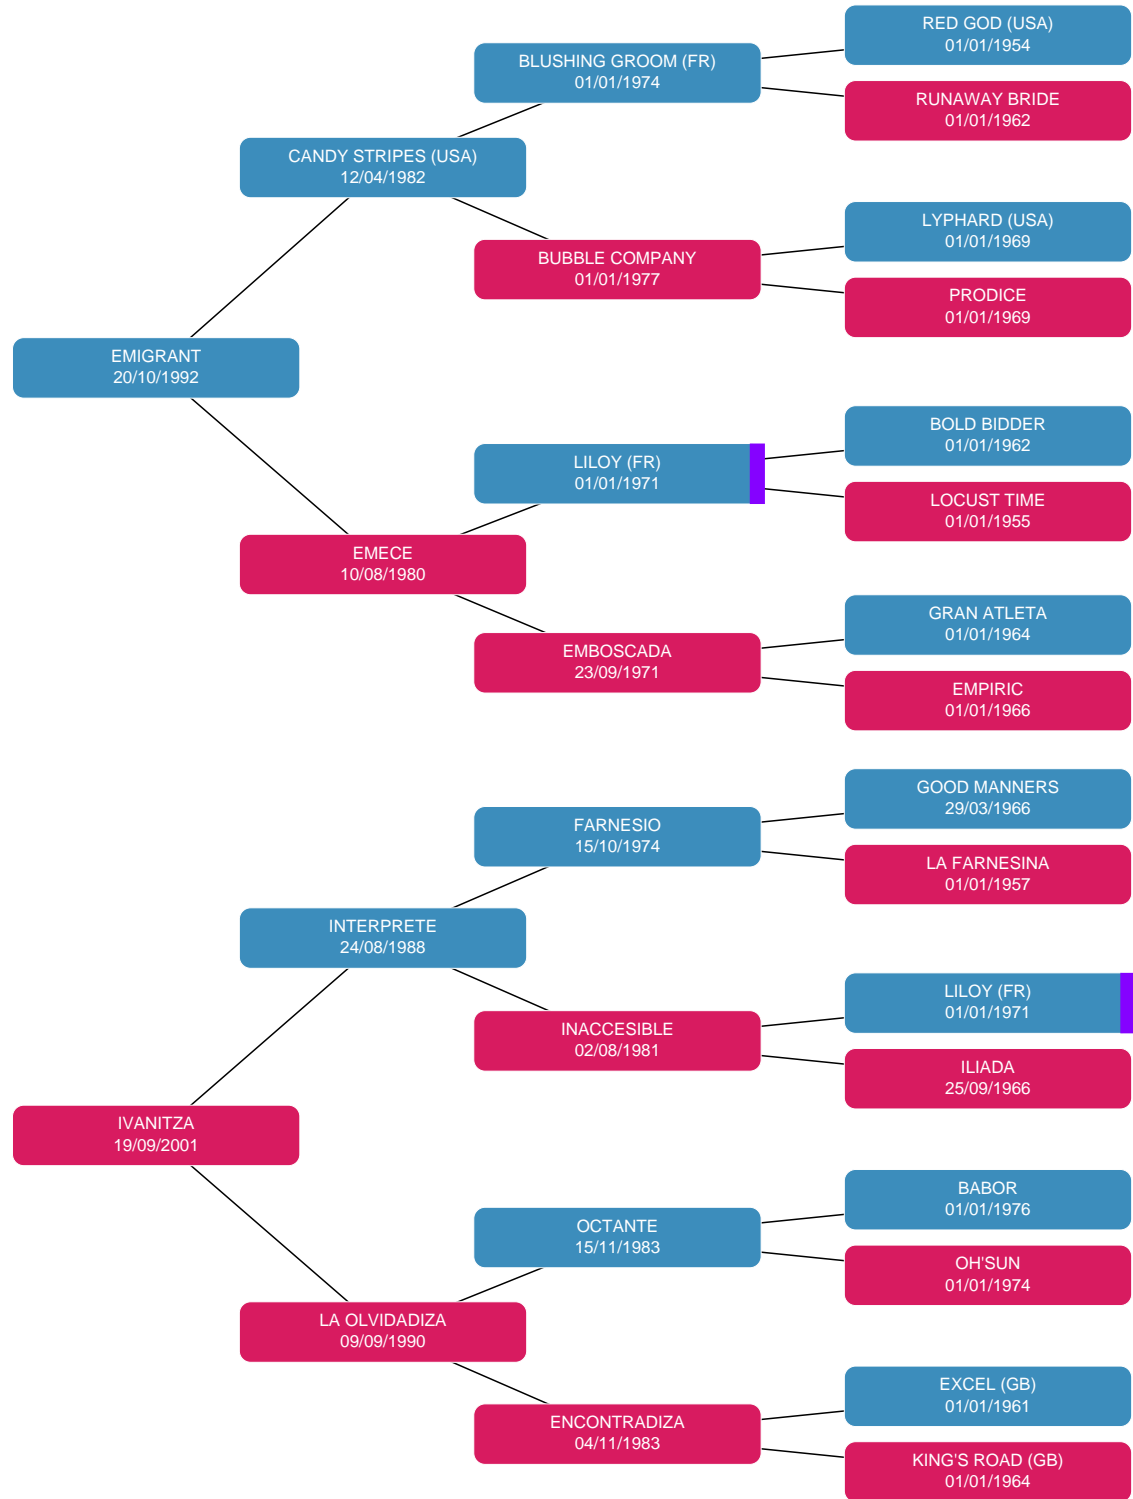 RED GOD (USA)
01/01/1954
BLUSHING GROOM (FR)
01/01/1974
RUNAWAY BRIDE
01/01/1962
CANDY STRIPES (USA)
12/04/1982
LYPHARD (USA)
01/01/1969
BUBBLE COMPANY
01/01/1977
PRODICE
01/01/1969
EMIGRANT
20/10/1992
BOLD BIDDER
01/01/1962
LILOY (FR)
01/01/1971
LOCUST TIME
01/01/1955
EMECE
10/08/1980
GRAN ATLETA
01/01/1964
EMBOSCADA
23/09/1971
EMPIRIC
01/01/1966
GOOD MANNERS
29/03/1966
FARNESIO
15/10/1974
LA FARNESINA
01/01/1957
INTERPRETE
24/08/1988
LILOY (FR)
01/01/1971
INACCESIBLE
02/08/1981
ILIADA
25/09/1966
IVANITZA
19/09/2001
BABOR
01/01/1976
OCTANTE
15/11/1983
OH'SUN
01/01/1974
LA OLVIDADIZA
09/09/1990
EXCEL (GB)
01/01/1961
ENCONTRADIZA
04/11/1983
KING'S ROAD (GB)
01/01/1964